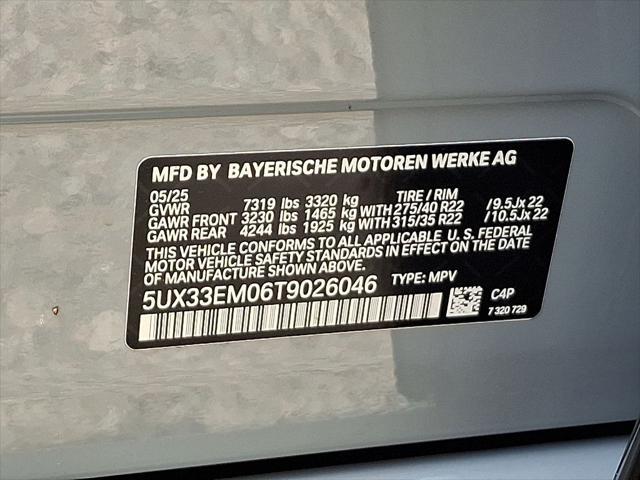 MFD BY BAYERISCHE MOTOREN WERKE AG
05/25
GVWR 7319 lbs 3320 kg TIRE / RIM
GAWR FRONT 3230 lbs 1465 kg WITH 275/40 R22 /9.5Jx 22
GAWR REAR 4244 lbs 1925 kg WITH 315/35 R22 /10.5Jx 22
THIS VEHICLE CONFORMS TO ALL APPLICABLE U. S. FEDERAL
MOTOR VEHICLE SAFETY STANDARDS IN EFFECT ON THE DATE
OF MANUFACTURE SHOWN ABOVE.
5UX33EM06T9026046 TYPE: MPV
C4P
7 320 729